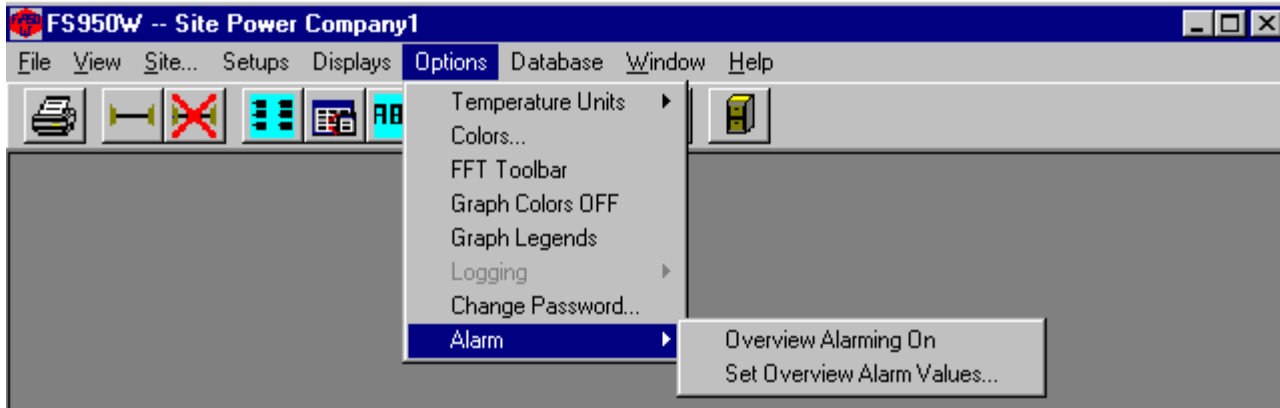 FS950W -- Site Power Company1
File View Site... Setups Displays Options Database Window Help
Temperature Units
Colors...
FFT Toolbar
Graph Colors OFF
Graph Legends
Logging
Change Password...
Alarm
Overview Alarming On
Set Overview Alarm Values...